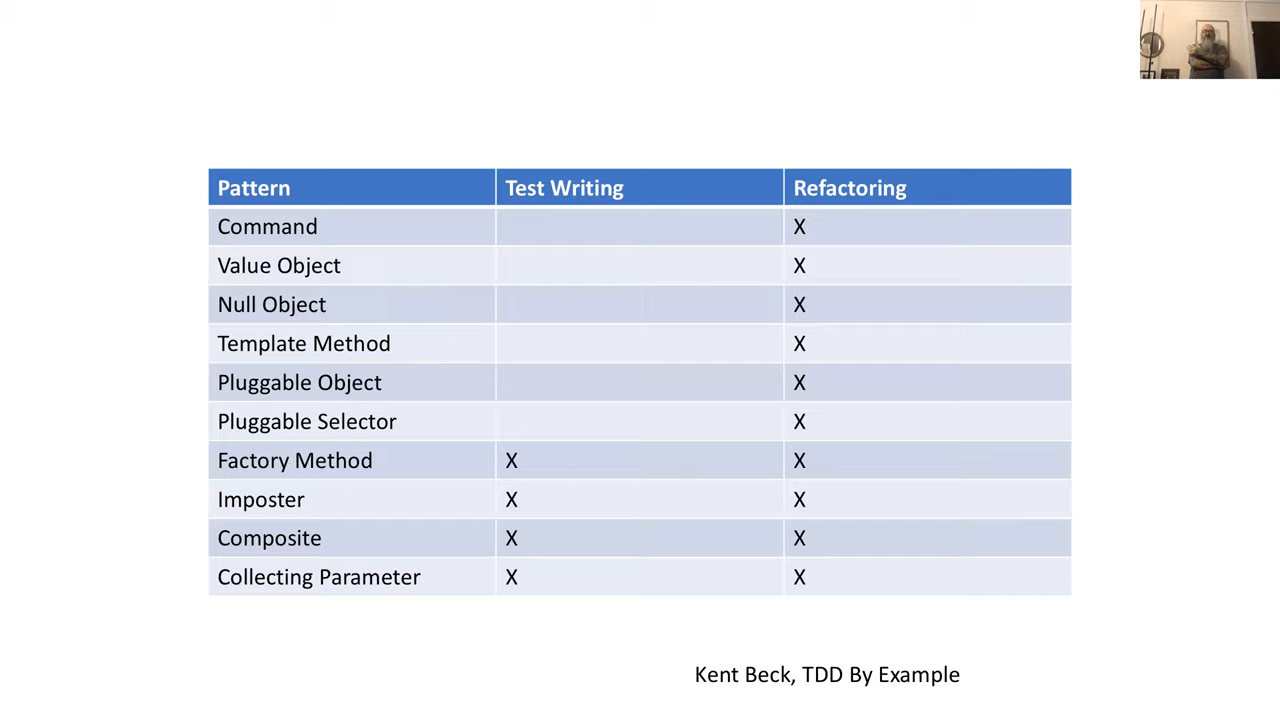 Pattern Test Writing Refactoring
Command X
Value Object X
Null Object X
Template Method X
Pluggable Object X
Pluggable Selector X
Factory Method X X
Imposter X X
Composite X X
Collecting Parameter X X
Kent Beck, TDD By Example